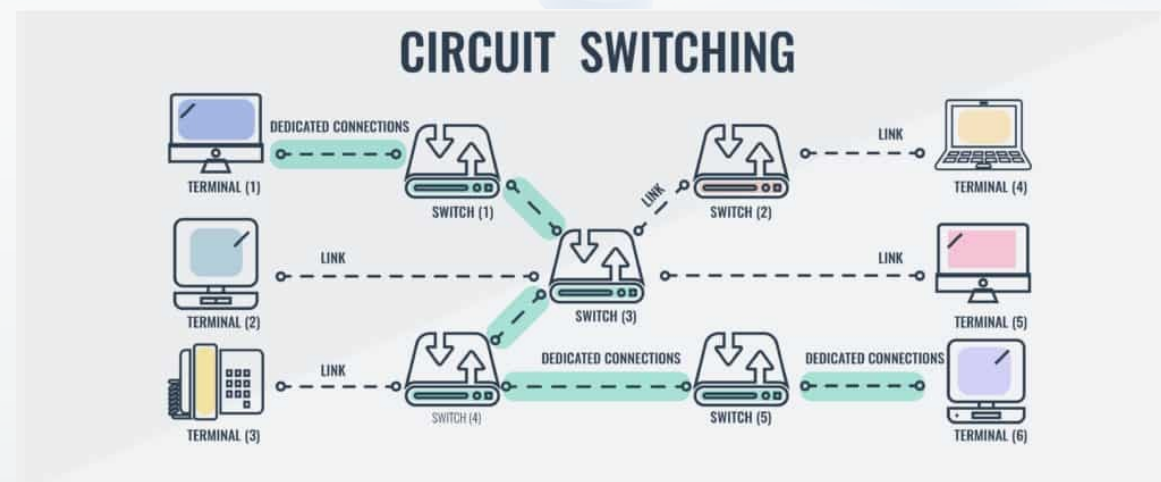 CIRCUIT SWITCHING
DEDICATED CONNECTIONS
LINK
TERMINAL (1)
SWITCH (1)
LINK
SWITCH (2)
TERMINAL (4)
LINK
LINK
TERMINAL (2)
SWITCH (3)
TERMINAL (5)
LINK
DEDICATED CONNECTIONS
DEDICATED CONNECTIONS
TERMINAL (3)
SWITCH (4)
SWITCH (5)
TERMINAL (6)